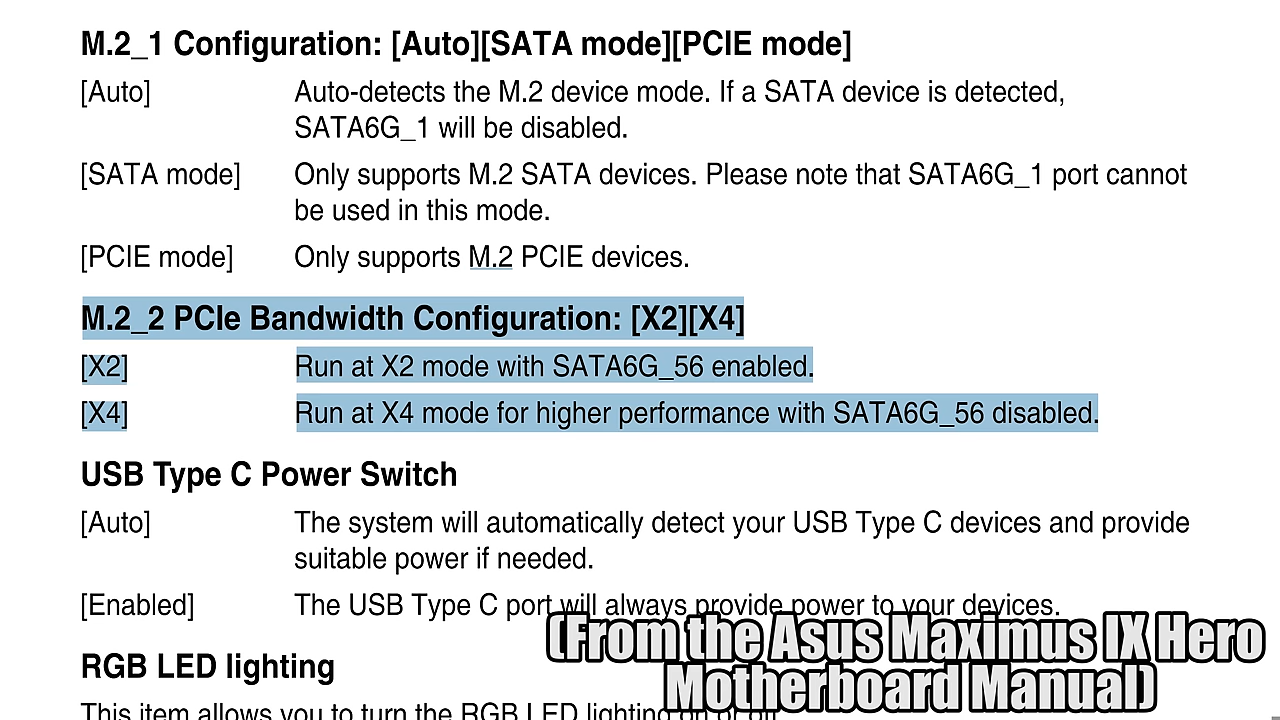 M.2_1 Configuration: [Auto][SATA mode][PCIE mode]
[Auto] Auto-detects the M.2 device mode. If a SATA device is detected,
SATA6G_1 will be disabled.
[SATA mode] Only supports M.2 SATA devices. Please note that SATA6G_1 port cannot
be used in this mode.
[PCIE mode] Only supports M.2 PCIE devices.
M.2_2 PCIe Bandwidth Configuration: [X2][X4]
[X2] Run at X2 mode with SATA6G_56 enabled.
[X4] Run at X4 mode for higher performance with SATA6G_56 disabled.
USB Type C Power Switch
[Auto] The system will automatically detect your USB Type C devices and provide
suitable power if needed.
[Enabled] The USB Type C port will always provide power to your devices.
(From the Asus Maximus IX Hero
Motherboard Manual)
RGB LED lighting
This item allows you to turn the RGB LED lighting on or off